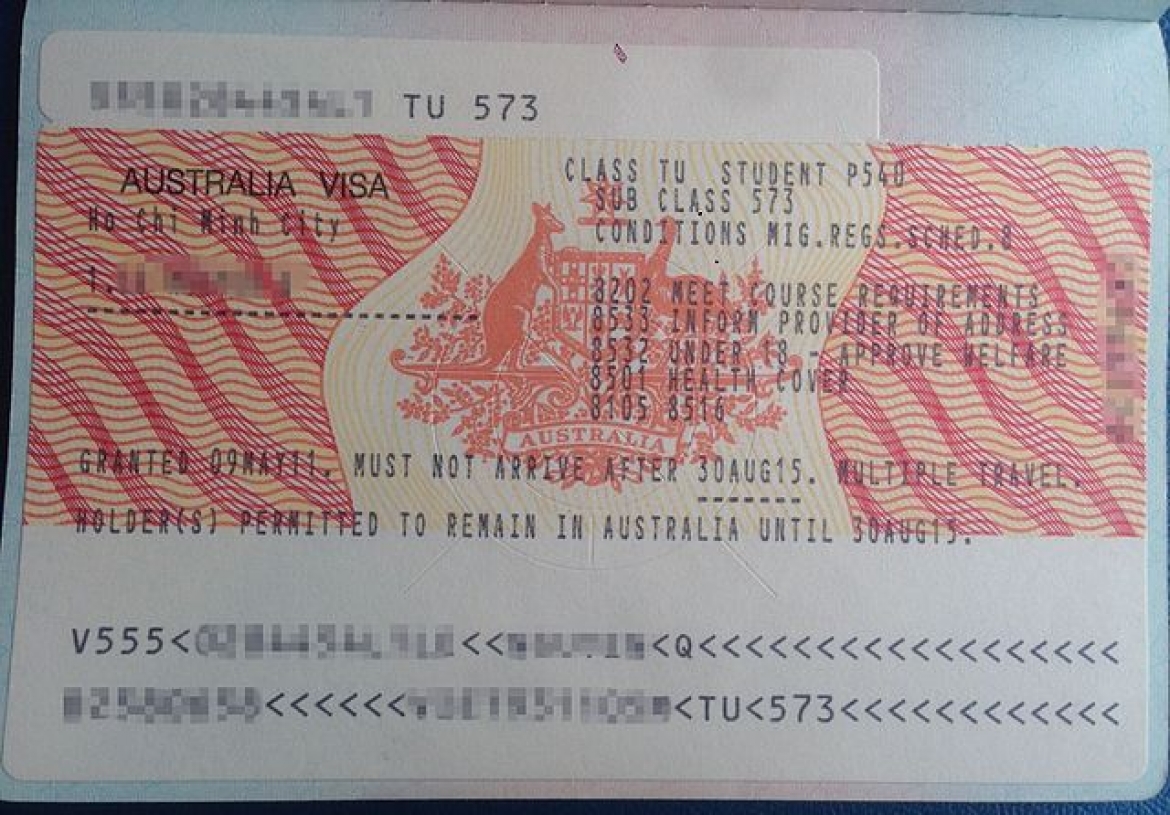 TU 573
AUSTRALIA VISA
Ho Chi Minh City
1.
CLASS TU STUDENT P540
SUB CLASS 573
CONDITIONS MIG.REGS.SCHED.8
8202 MEET COURSE REQUIREMENTS
8533 INFORM PROVIDER OF ADDRESS
8532 UNDER 18 - APPROVE WELFARE
8501 HEALTH COVER
8105 8516
AUSTRALIA
GRANTED 09MAY11. MUST NOT ARRIVE AFTER 30AUG15. MULTIPLE TRAVEL.
HOLDER(S) PERMITTED TO REMAIN IN AUSTRALIA UNTIL 30AUG15.
V555< << <Q<<<<<<<<<<<<<<<<<<<
<<<<<< <TU<573<<<<<<<<<<<<